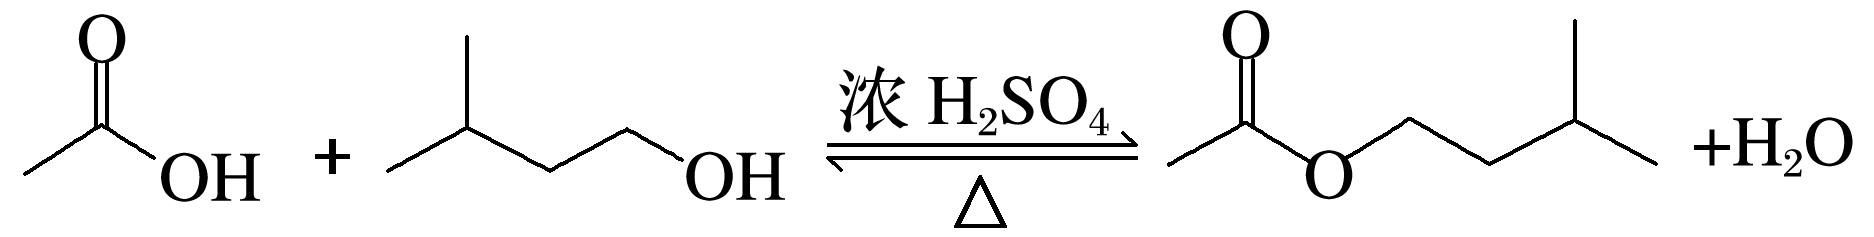 O
OH + OH 浓 H₂SO₄ △ O O +H₂O